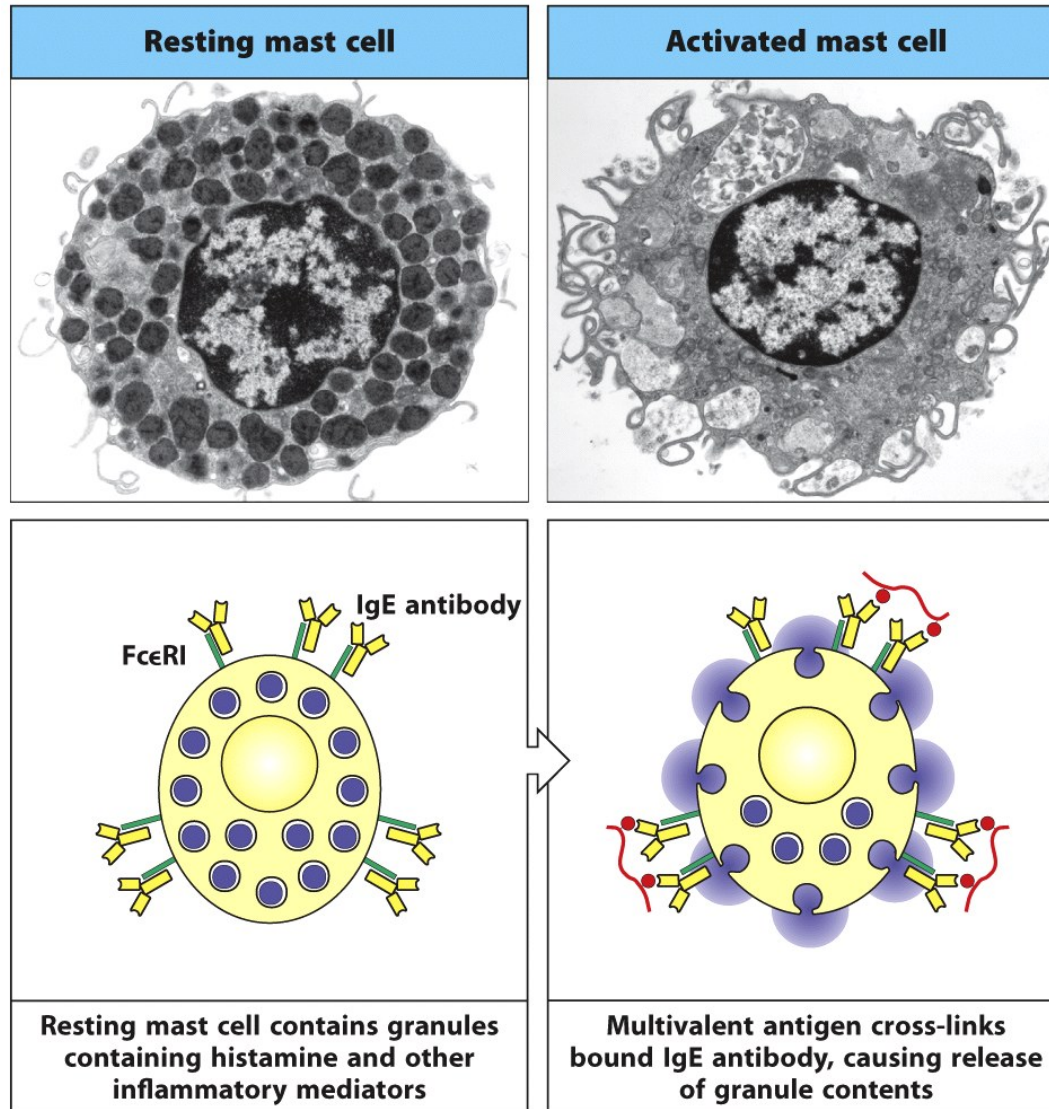 Resting mast cell
Activated mast cell
IgE antibody
FcϵRI
Resting mast cell contains granules
containing histamine and other
inflammatory mediators
Multivalent antigen cross-links
bound IgE antibody, causing release
of granule contents